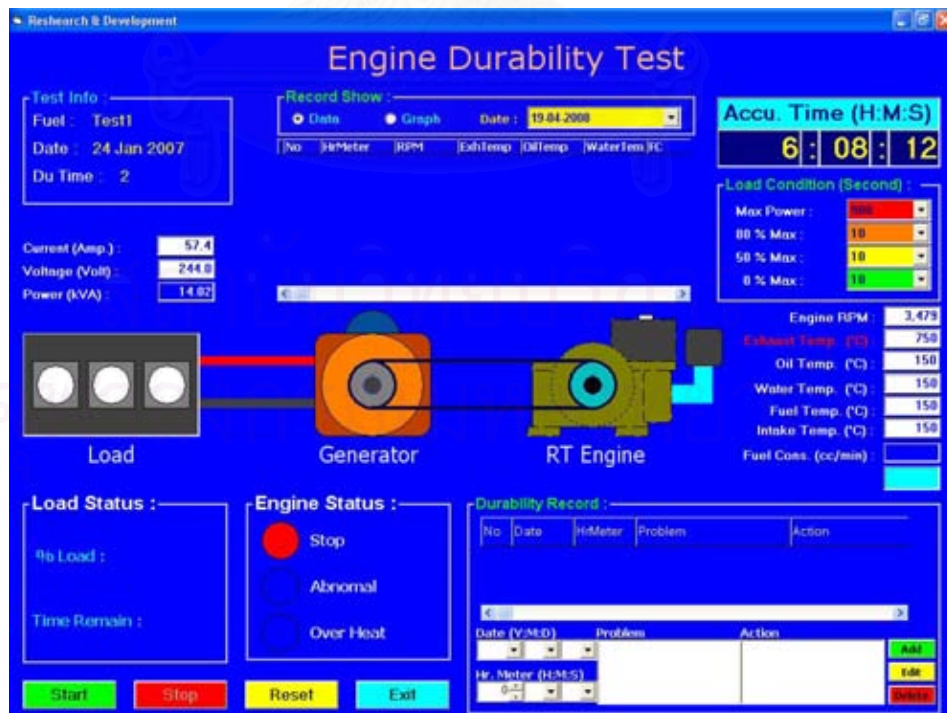 Reshearch & Development
Engine Durability Test
Test Info :
Fuel : Test1
Date : 24 Jan 2007
Du Time : 2
Record Show :
Data Graph Date : 19-04-2008
No HrMeter RPM ExhTemp OilTemp WaterTem FC
Accu. Time (H:M:S)
6 : 08 : 12
Load Condition (Second) :
Max Power :
80 % Max : 10
50 % Max : 10
0 % Max : 10
Current (Amp.) : 57.4
Voltage (Volt) : 244.0
Power (kVA) : 14.02
Engine RPM : 3,479
Exhaust Temp. (°C) : 750
Oil Temp. (°C) : 150
Water Temp. (°C) : 150
Fuel Temp. (°C) : 150
Intake Temp. (°C) : 150
Fuel Cons. (cc/min) :
Load
Generator
RT Engine
Load Status :
% Load :
Time Remain :
Engine Status :
Stop
Abnomal
Over Heat
Durability Record :
No Date HrMeter Problem Action
Date (Y:M:D) Problem Action
Hr. Meter (H:M:S)
0
Add
Edit
Delete
Start Stop Reset Exit